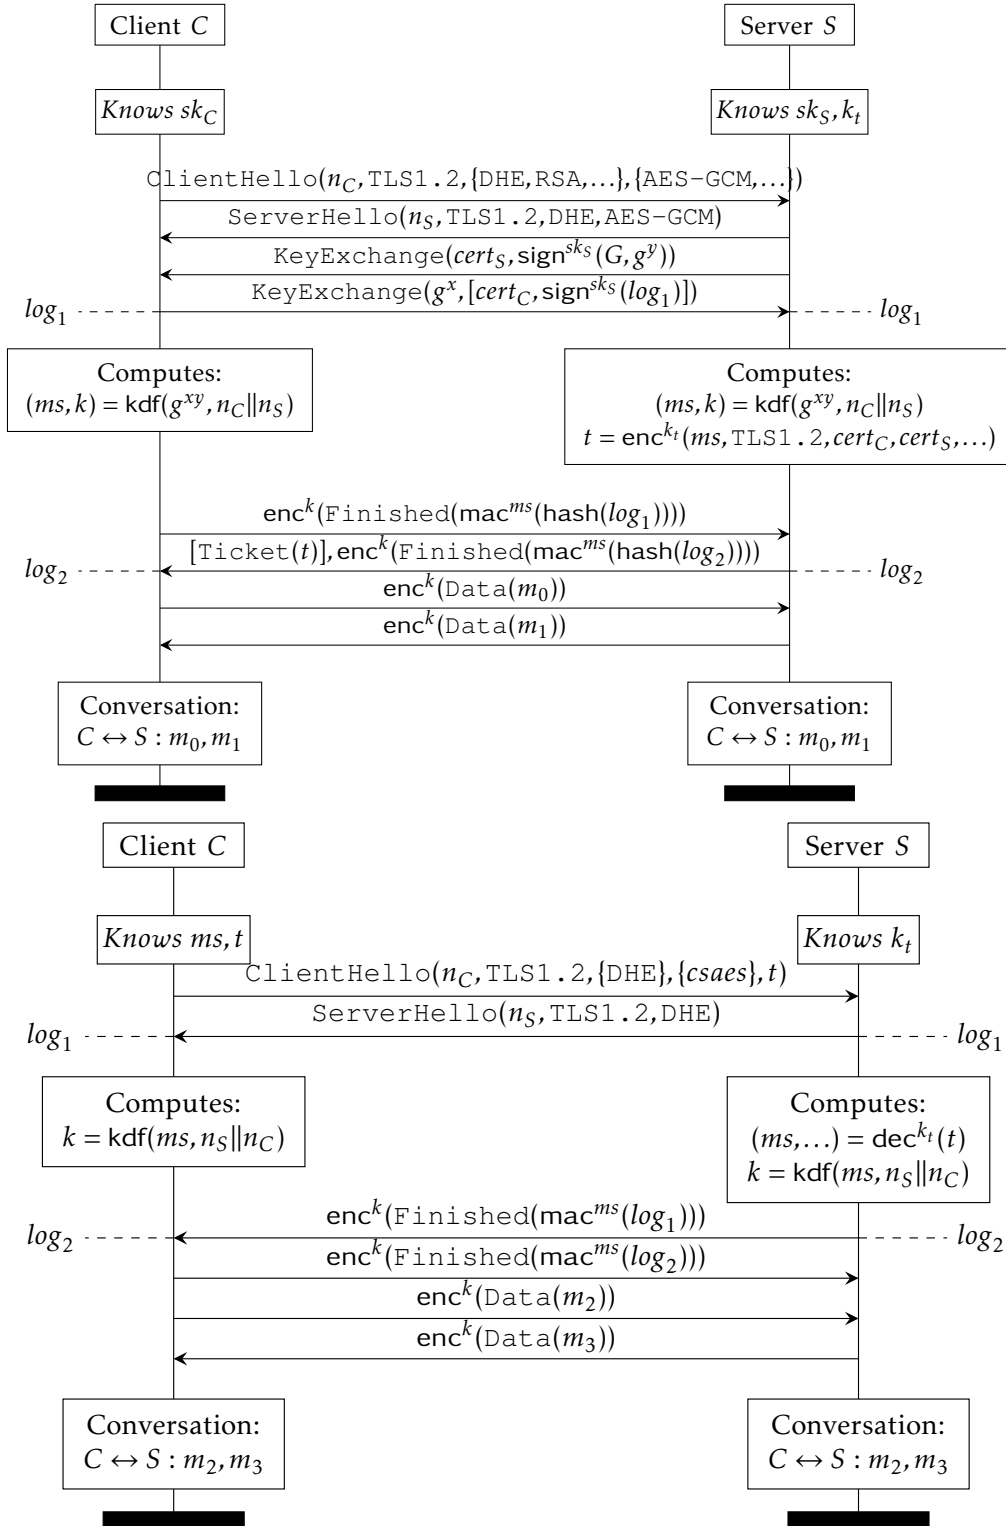 Client C
Server S
Knows sk_C
Knows sk_S, k_t
ClientHello(n_C, TLS1.2, {DHE, RSA, …}, {AES-GCM, …})
ServerHello(n_S, TLS1.2, DHE, AES-GCM)
KeyExchange(cert_S, sign^{sk_S}(G, g^y))
KeyExchange(g^x, [cert_C, sign^{sk_S}(log_1)])
log_1
log_1
Computes:
(ms, k) = kdf(g^{xy}, n_C||n_S)
Computes:
(ms, k) = kdf(g^{xy}, n_C||n_S)
t = enc^{k_t}(ms, TLS1.2, cert_C, cert_S, …)
enc^k(Finished(mac^{ms}(hash(log_1))))
[Ticket(t)], enc^k(Finished(mac^{ms}(hash(log_2))))
log_2
log_2
enc^k(Data(m_0))
enc^k(Data(m_1))
Conversation:
C ↔ S : m_0, m_1
Conversation:
C ↔ S : m_0, m_1
Client C
Server S
Knows ms, t
Knows k_t
ClientHello(n_C, TLS1.2, {DHE}, {csaes}, t)
ServerHello(n_S, TLS1.2, DHE)
log_1
log_1
Computes:
k = kdf(ms, n_S||n_C)
Computes:
(ms, …) = dec^{k_t}(t)
k = kdf(ms, n_S||n_C)
enc^k(Finished(mac^{ms}(log_1)))
log_2
log_2
enc^k(Finished(mac^{ms}(log_2)))
enc^k(Data(m_2))
enc^k(Data(m_3))
Conversation:
C ↔ S : m_2, m_3
Conversation:
C ↔ S : m_2, m_3